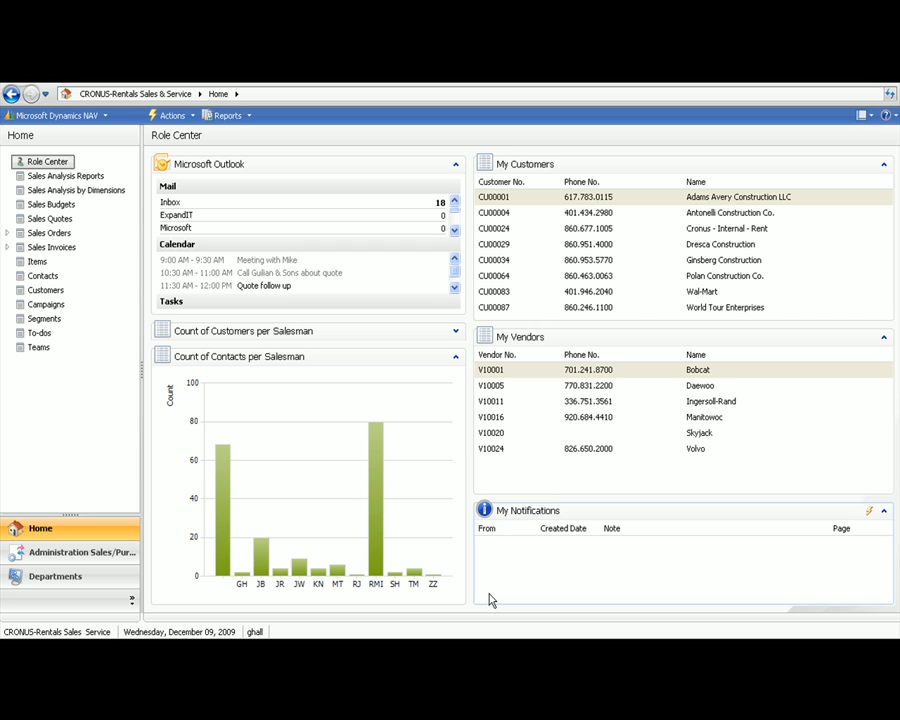 CRONUS-Rentals Sales & Service ▸ Home ▸
Microsoft Dynamics NAV
Actions
Reports
Home
Role Center
Sales Analysis Reports
Sales Analysis by Dimensions
Sales Budgets
Sales Quotes
Sales Orders
Sales Invoices
Items
Contacts
Customers
Campaigns
Segments
To-dos
Teams
Home
Administration Sales/Pur...
Departments
Role Center
Microsoft Outlook
Mail
Inbox 18
ExpandIT 0
Microsoft 0
Calendar
9:00 AM - 9:30 AM Meeting with Mike
10:30 AM - 11:00 AM Call Guilian & Sons about quote
11:30 AM - 12:00 PM Quote follow up
Tasks
Count of Customers per Salesman
Count of Contacts per Salesman
Count
100
80
60
40
20
0
GH JB JR JW KN MT RJ RMI SH TM ZZ
My Customers
Customer No. Phone No. Name
CU00001 617.783.0115 Adams Avery Construction LLC
CU00004 401.434.2980 Antonelli Construction Co.
CU00024 860.677.1005 Cronus - Internal - Rent
CU00029 860.951.4000 Dresca Construction
CU00034 860.953.5770 Ginsberg Construction
CU00064 860.463.0063 Polan Construction Co.
CU00083 401.946.2040 Wal-Mart
CU00087 860.246.1100 World Tour Enterprises
My Vendors
Vendor No. Phone No. Name
V10001 701.241.8700 Bobcat
V10005 770.831.2200 Daewoo
V10011 336.751.3561 Ingersoll-Rand
V10016 920.684.4410 Manitowoc
V10020 Skyjack
V10024 826.650.2000 Volvo
My Notifications
From Created Date Note Page
CRONUS-Rentals Sales Service Wednesday, December 09, 2009 ghall